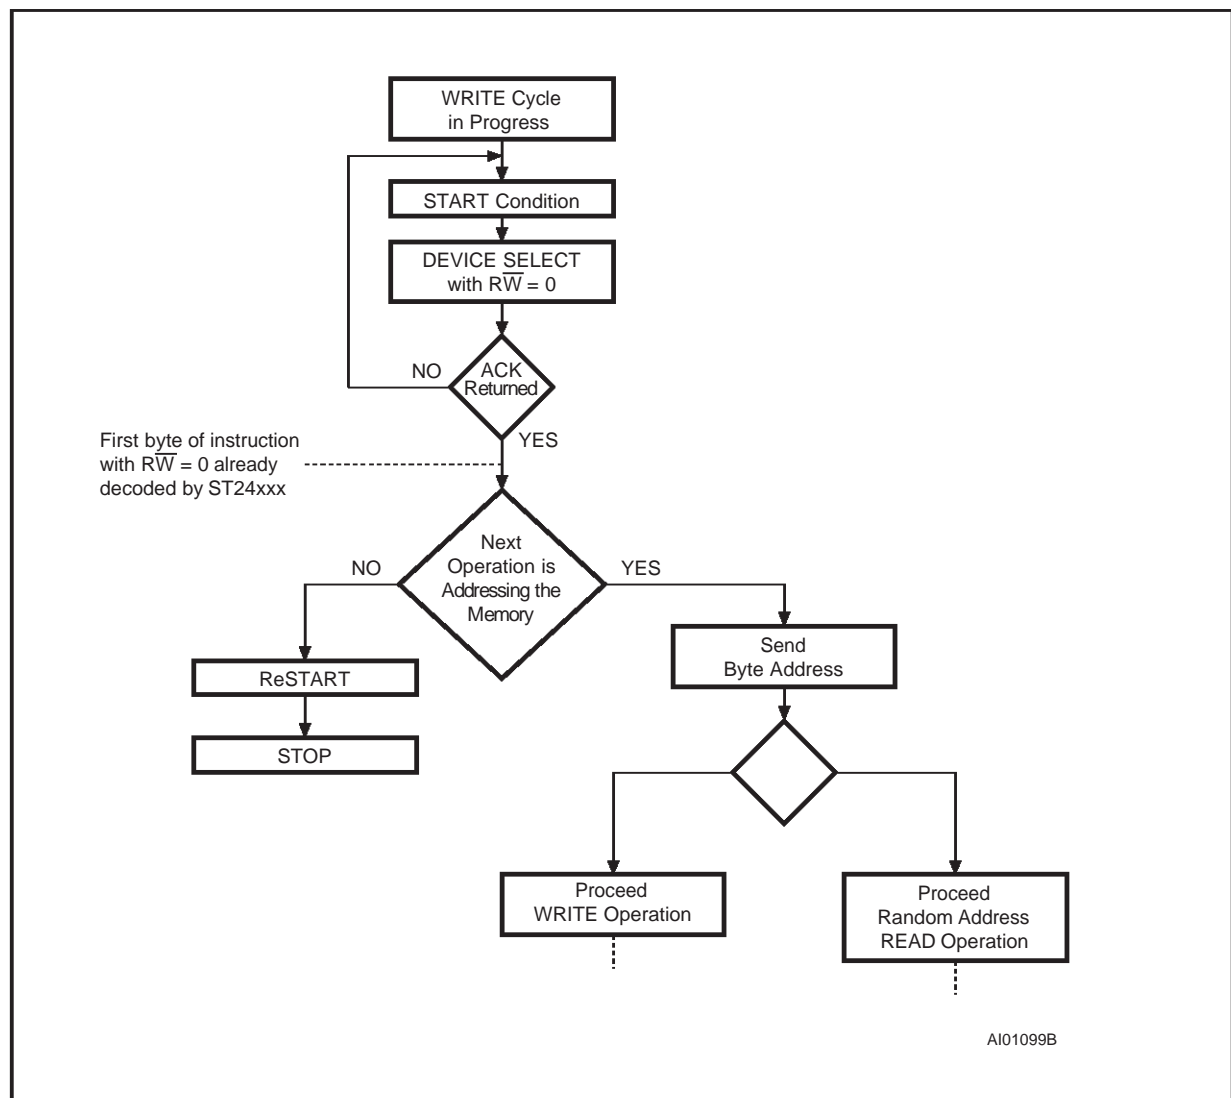 WRITE Cycle
in Progress
START Condition
DEVICE SELECT
with RW̅ = 0
ACK
Returned
NO
YES
First byte of instruction
with RW̅ = 0 already
decoded by ST24xxx
Next
Operation is
Addressing the
Memory
NO
YES
Send
Byte Address
ReSTART
STOP
Proceed
WRITE Operation
Proceed
Random Address
READ Operation
AI01099B